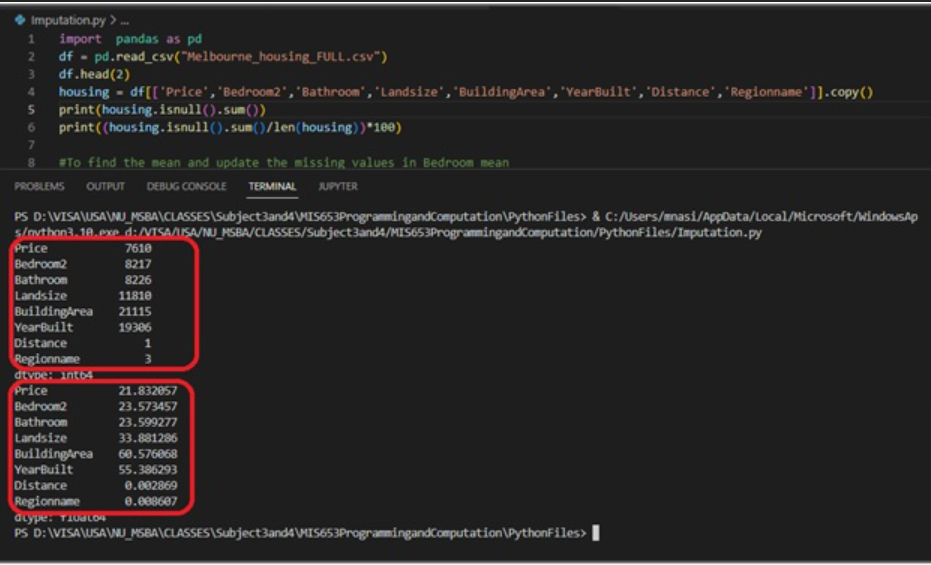 Imputation.py > ...
1 import pandas as pd
2 df = pd.read_csv("Melbourne_housing_FULL.csv")
3 df.head(2)
4 housing = df[['Price','Bedroom2','Bathroom','Landsize','BuildingArea','YearBuilt','Distance','Regionname']].copy()
5 print(housing.isnull().sum())
6 print((housing.isnull().sum()/len(housing))*100)
7
8 #To find the mean and update the missing values in Bedroom mean
PROBLEMS OUTPUT DEBUG CONSOLE TERMINAL JUPYTER
PS D:\VISA\USA\NU_MSBA\CLASSES\Subject3and4\MIS653ProgrammingandComputation\PythonFiles> & C:/Users/mnasi/AppData/Local/Microsoft/WindowsAp
s/python3.10.exe d:/VISA/USA/NU_MSBA/CLASSES/Subject3and4/MIS653ProgrammingandComputation/PythonFiles/Imputation.py
Price 7610
Bedroom2 8217
Bathroom 8226
Landsize 11810
BuildingArea 21115
YearBuilt 19306
Distance 1
Regionname 3
dtype: int64
Price 21.832057
Bedroom2 23.573457
Bathroom 23.599277
Landsize 33.881286
BuildingArea 60.576068
YearBuilt 55.386293
Distance 0.002869
Regionname 0.008607
dtype: float64
PS D:\VISA\USA\NU_MSBA\CLASSES\Subject3and4\MIS653ProgrammingandComputation\PythonFiles>